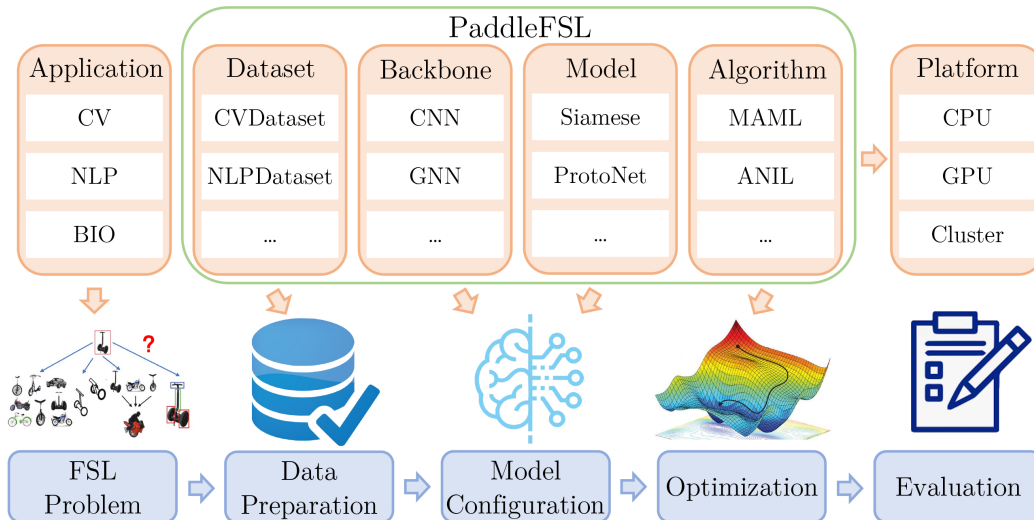 PaddleFSL
Application
CV
NLP
BIO
Dataset
CVDataset
NLPDataset
...
Backbone
CNN
GNN
...
Model
Siamese
ProtoNet
...
Algorithm
MAML
ANIL
...
Platform
CPU
GPU
Cluster
?
FSL
Problem
Data
Preparation
Model
Configuration
Optimization
Evaluation